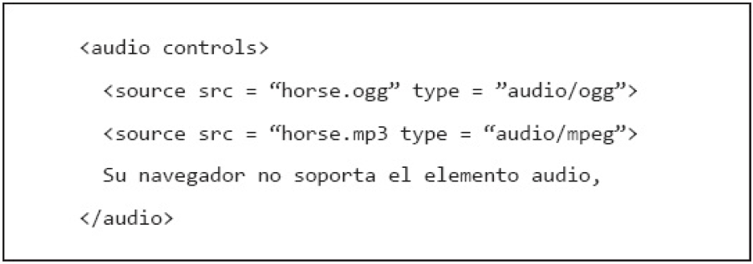 <audio controls>
<source src = “horse.ogg” type = ”audio/ogg”>
<source src = “horse.mp3 type = “audio/mpeg”>
Su navegador no soporta el elemento audio,
</audio>